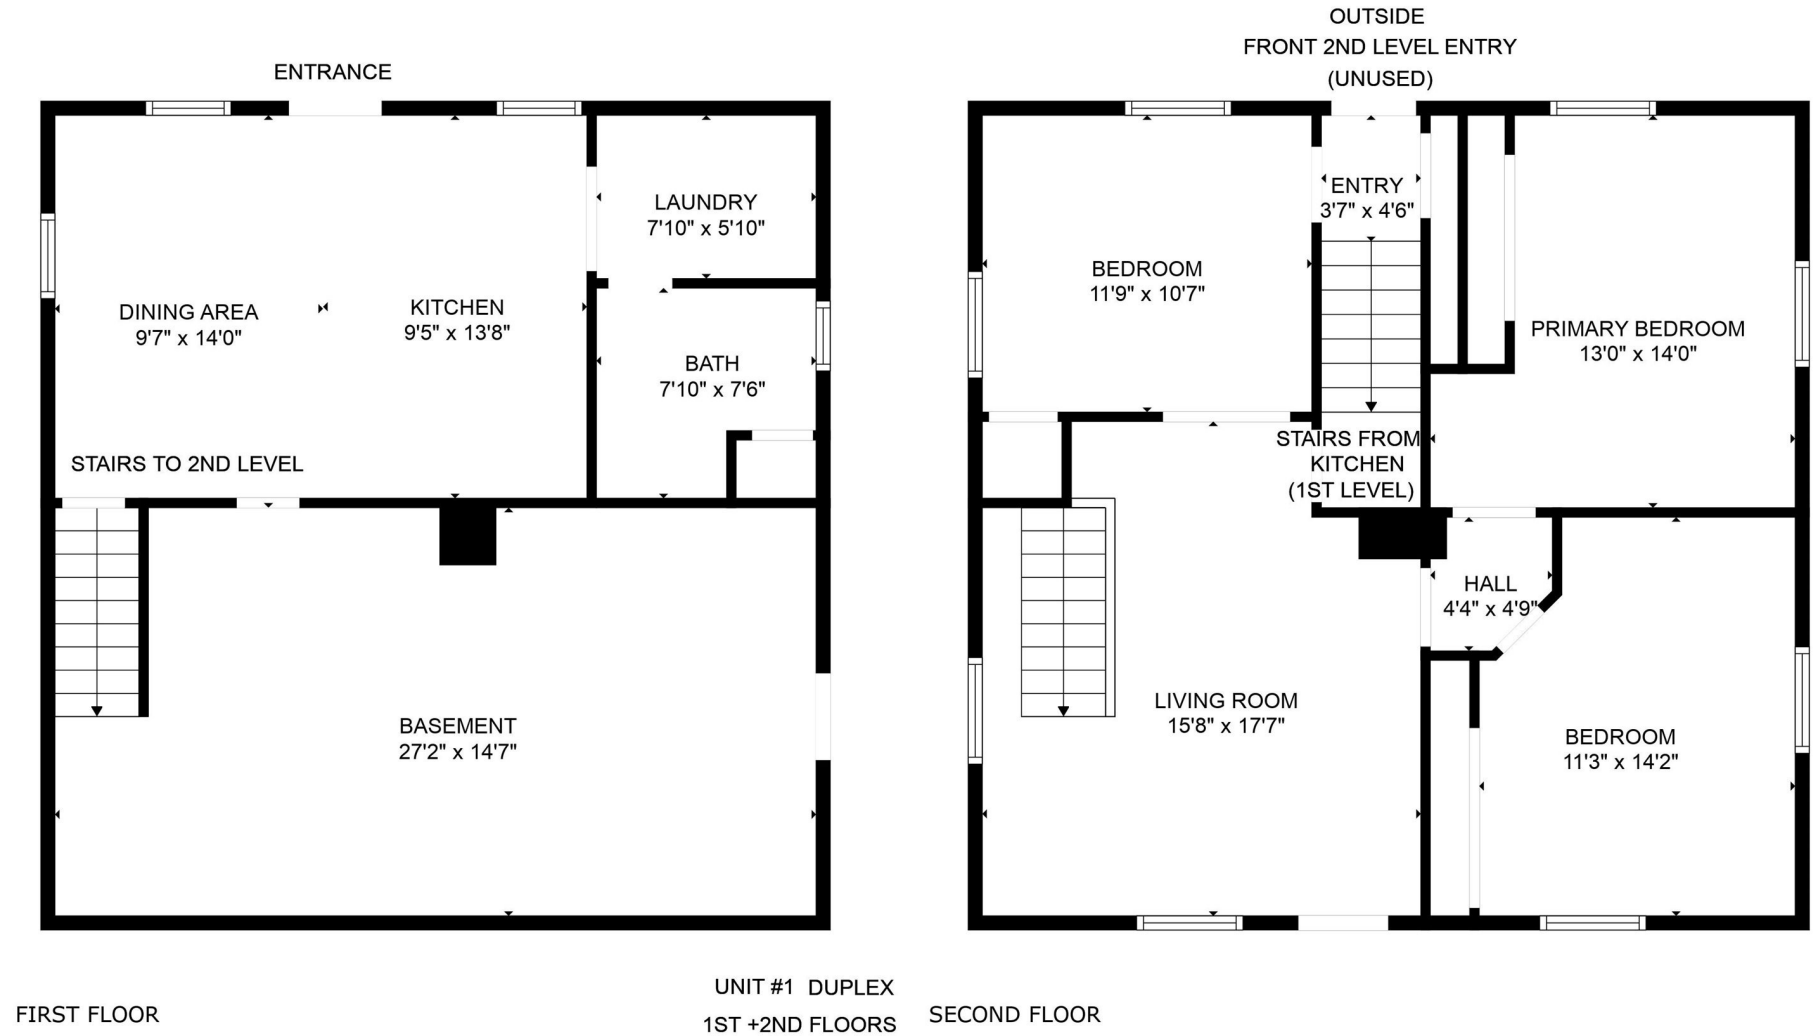 ENTRANCE
LAUNDRY
7'10" x 5'10"
DINING AREA
9'7" x 14'0"
KITCHEN
9'5" x 13'8"
BATH
7'10" x 7'6"
STAIRS TO 2ND LEVEL
BASEMENT
27'2" x 14'7"
OUTSIDE
FRONT 2ND LEVEL ENTRY
(UNUSED)
ENTRY
3'7" x 4'6"
BEDROOM
11'9" x 10'7"
PRIMARY BEDROOM
13'0" x 14'0"
STAIRS FROM
KITCHEN
(1ST LEVEL)
HALL
4'4" x 4'9"
LIVING ROOM
15'8" x 17'7"
BEDROOM
11'3" x 14'2"
FIRST FLOOR
UNIT #1 DUPLEX
1ST +2ND FLOORS
SECOND FLOOR